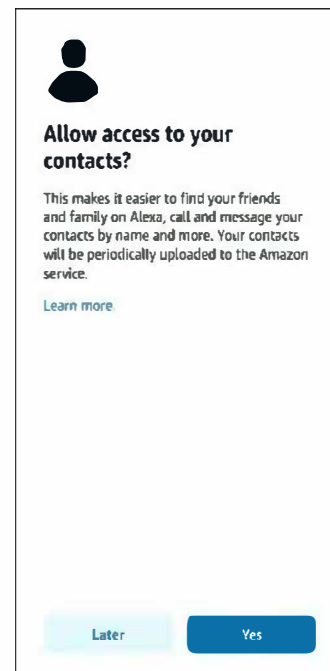 Allow access to your
contacts?
This makes it easier to find your friends
and family on Alexa, call and message your
contacts by name and more. Your contacts
will be periodically uploaded to the Amazon
service.
Learn more
Later
Yes